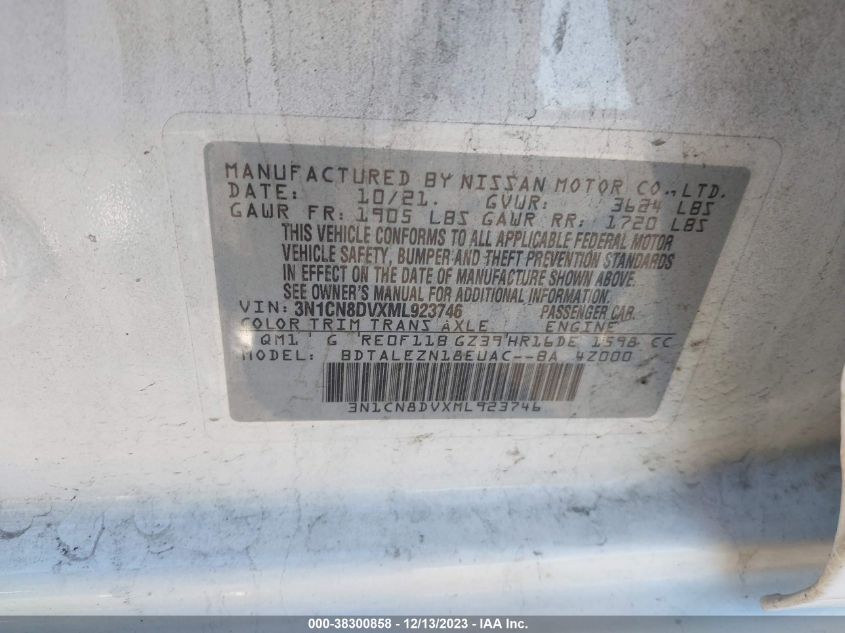 MANUFACTURED BY NISSAN MOTOR CO., LTD.
DATE: 10/21. GVWR: 3624 LBS
GAWR FR: 1905 LBS GAWR RR: 1720 LBS
THIS VEHICLE CONFORMS TO ALL APPLICABLE FEDERAL MOTOR
VEHICLE SAFETY, BUMPER AND THEFT PREVENTION STANDARDS
IN EFFECT ON THE DATE OF MANUFACTURE SHOWN ABOVE.
SEE OWNER'S MANUAL FOR ADDITIONAL INFORMATION
VIN: 3N1CN8DVXML923746 PASSENGER CAR
COLOR TRIM TRANS AXLE ENGINE
QM1 G RE0F11B GZ39 HR16DE 1598 CC
MODEL: BDTALEZN18EUAC--BA 4Z000
3N1CN8DVXML923746
000-38300858 - 12/13/2023 - IAA Inc.